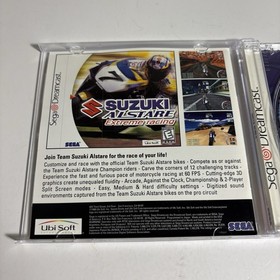 Sega Dreamcast.
SUZUKI
ALSTARE
Extreme Racing
E
SEGA
Join Team Suzuki Alstare for the race of your life!
Customize and race with the official Team Suzuki Alstare bikes - Compete as or against
the Team Suzuki Alstare Champion riders - Carve the corners of 12 challenging tracks -
Experience the fast and furious pace of motorcycle racing at 60 FPS - Cutting-edge 3D
graphics create unequalled fluidity - Arcade, Against the Clock, Championship & 2-Player
Split Screen modes - Easy, Medium & Hard difficulty settings - Digitized sound
environments captured from the Team Suzuki Alstare bikes on the pro circuit
Ubi Soft
SEGA
Sega Dreamcast.